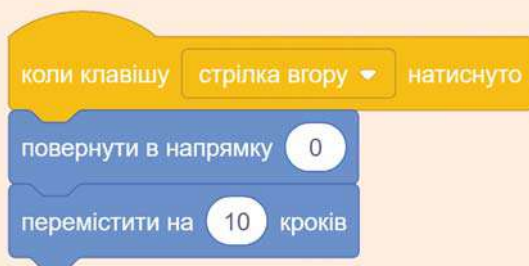 коли клавішу стрілка вгору натиснуто
повернути в напрямку 0
перемістити на 10 кроків